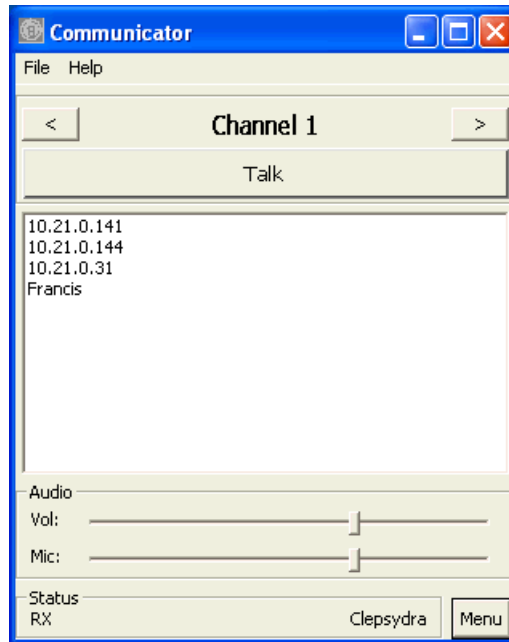 Communicator
File Help
< Channel 1 >
Talk
10.21.0.141
10.21.0.144
10.21.0.31
Francis
Audio
Vol:
Mic:
Status
RX Clepsydra Menu